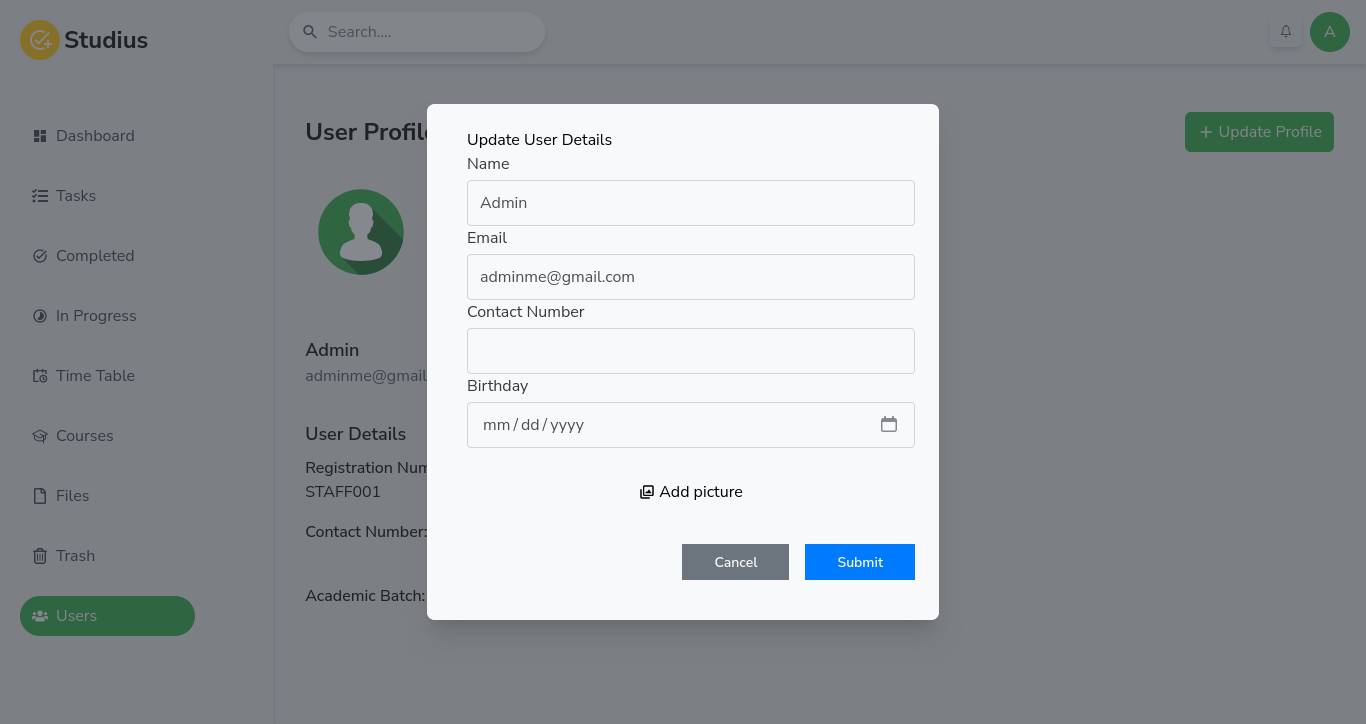 Studius
Search....
A
Dashboard
Tasks
Completed
In Progress
Time Table
Courses
Files
Trash
Users
User Profile
+ Update Profile
Admin
adminme@gmail
User Details
Registration Num
STAFF001
Contact Number:
Academic Batch:
Update User Details
Name
Admin
Email
adminme@gmail.com
Contact Number
Birthday
mm/dd/yyyy
Add picture
Cancel
Submit